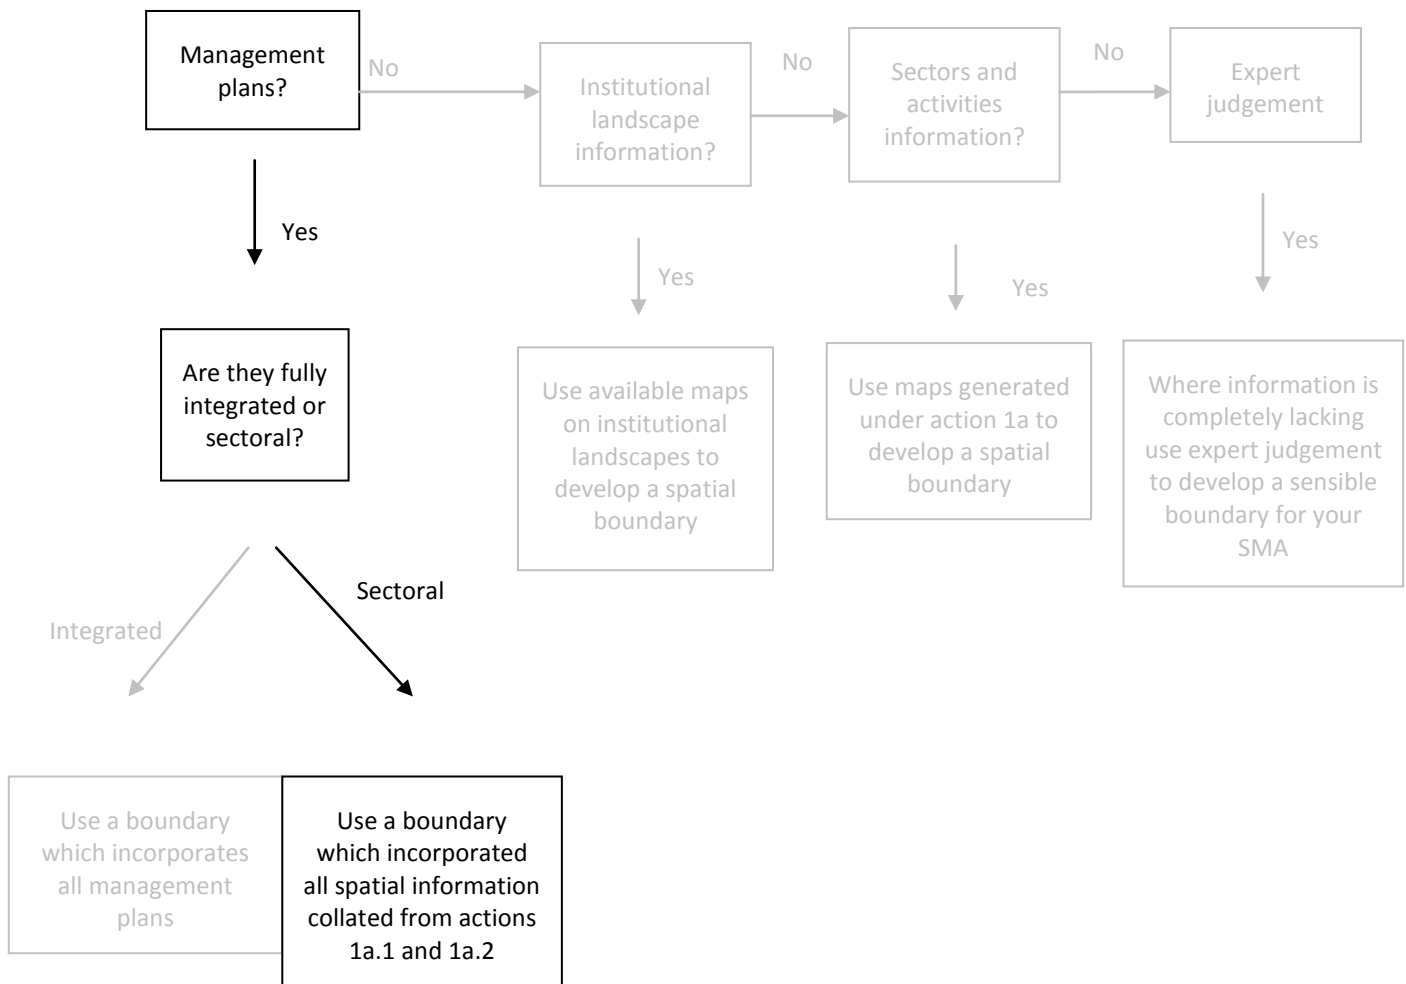 Management
plans?
No
Institutional
landscape
information?
No
Sectors and
activities
information?
No
Expert
judgement
Yes
Yes
Yes
Yes
Are they fully
integrated or
sectoral?
Use available maps
on institutional
landscapes to
develop a spatial
boundary
Use maps generated
under action 1a to
develop a spatial
boundary
Where information is
completely lacking
use expert judgement
to develop a sensible
boundary for your
SMA
Integrated
Sectoral
Use a boundary
which incorporates
all management
plans
Use a boundary
which incorporated
all spatial information
collated from actions
1a.1 and 1a.2